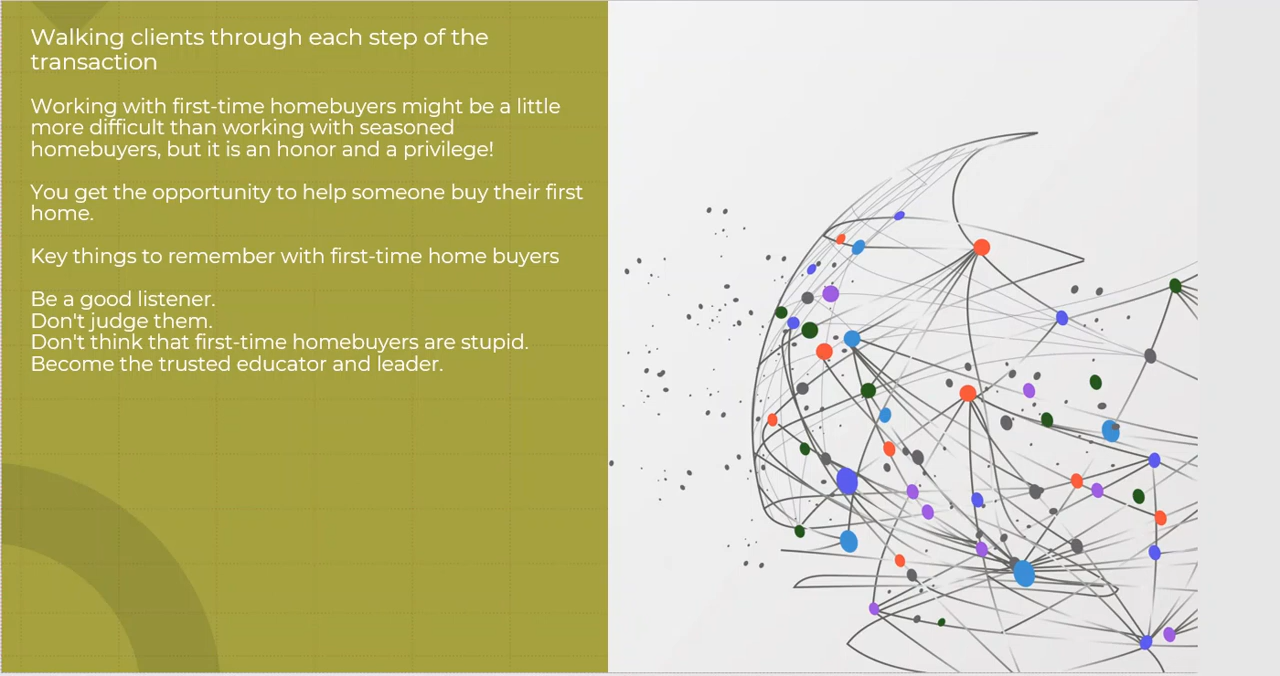 Walking clients through each step of the
transaction
Working with first-time homebuyers might be a little
more difficult than working with seasoned
homebuyers, but it is an honor and a privilege!
You get the opportunity to help someone buy their first
home.
Key things to remember with first-time home buyers
Be a good listener.
Don't judge them.
Don't think that first-time homebuyers are stupid.
Become the trusted educator and leader.